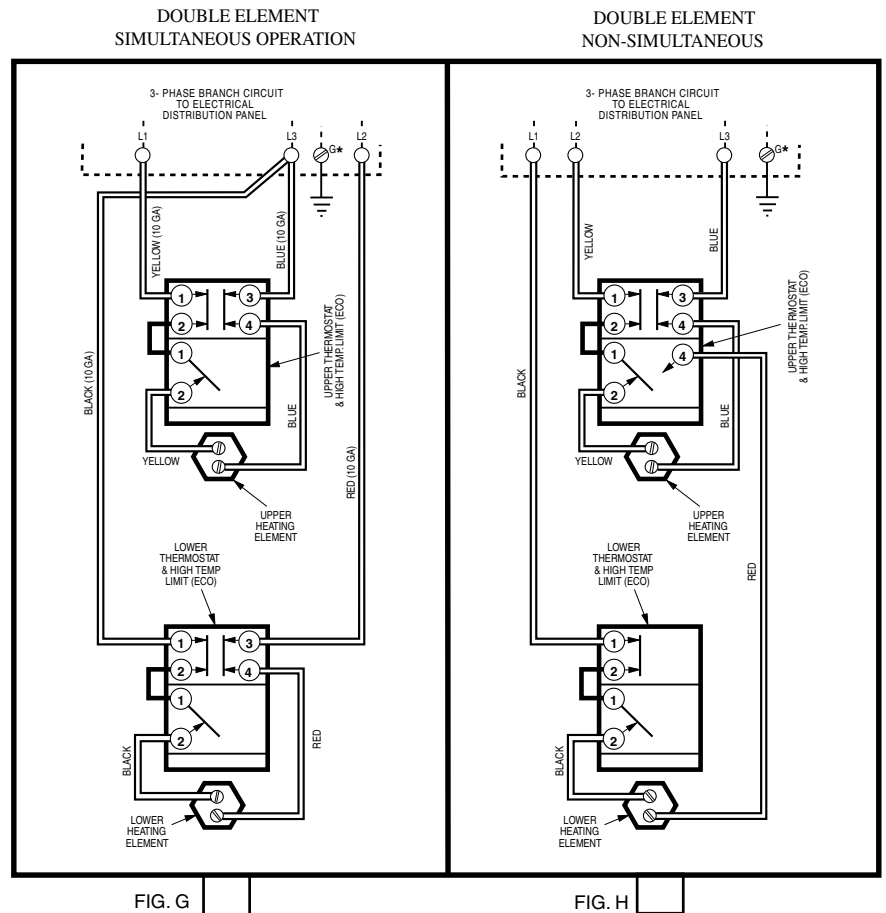 DOUBLE ELEMENT
SIMULTANEOUS OPERATION
3- PHASE BRANCH CIRCUIT
TO ELECTRICAL
DISTRIBUTION PANEL
L1
L3
G*
L2
YELLOW (10 GA)
BLUE (10 GA)
1
3
2
4
1
2
UPPER THERMOSTAT
& HIGH TEMP.LIMIT (ECO)
BLACK (10 GA)
BLUE
RED (10 GA)
YELLOW
UPPER
HEATING
ELEMENT
LOWER
THERMOSTAT
& HIGH TEMP
LIMIT (ECO)
1
3
2
4
1
2
BLACK
RED
LOWER
HEATING
ELEMENT
FIG. G
DOUBLE ELEMENT
NON-SIMULTANEOUS
3- PHASE BRANCH CIRCUIT
TO ELECTRICAL
DISTRIBUTION PANEL
L1
L2
L3
G*
YELLOW
BLUE
1
3
2
4
1
4
2
UPPER THERMOSTAT
& HIGH TEMP.LIMIT (ECO)
BLACK
BLUE
YELLOW
UPPER
HEATING
ELEMENT
RED
LOWER
THERMOSTAT
& HIGH TEMP
LIMIT (ECO)
1
2
1
2
BLACK
LOWER
HEATING
ELEMENT
FIG. H